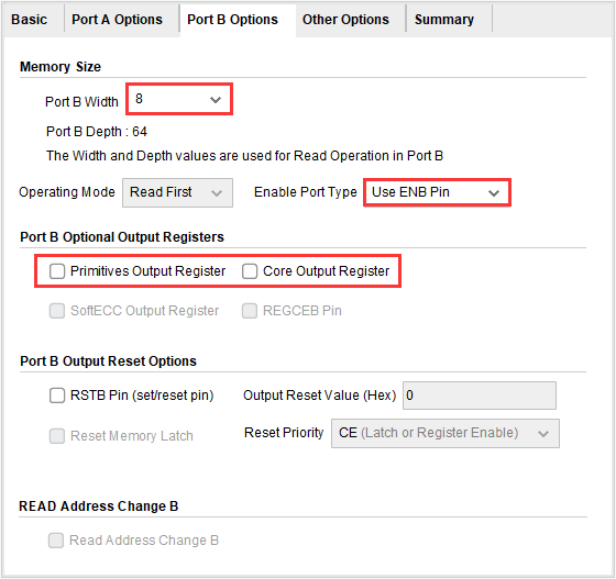 Basic Port A Options Port B Options Other Options Summary
Memory Size
Port B Width 8
Port B Depth : 64
The Width and Depth values are used for Read Operation in Port B
Operating Mode Read First Enable Port Type Use ENB Pin
Port B Optional Output Registers
Primitives Output Register Core Output Register
SoftECC Output Register REGCEB Pin
Port B Output Reset Options
RSTB Pin (set/reset pin) Output Reset Value (Hex) 0
Reset Memory Latch Reset Priority CE (Latch or Register Enable)
READ Address Change B
Read Address Change B